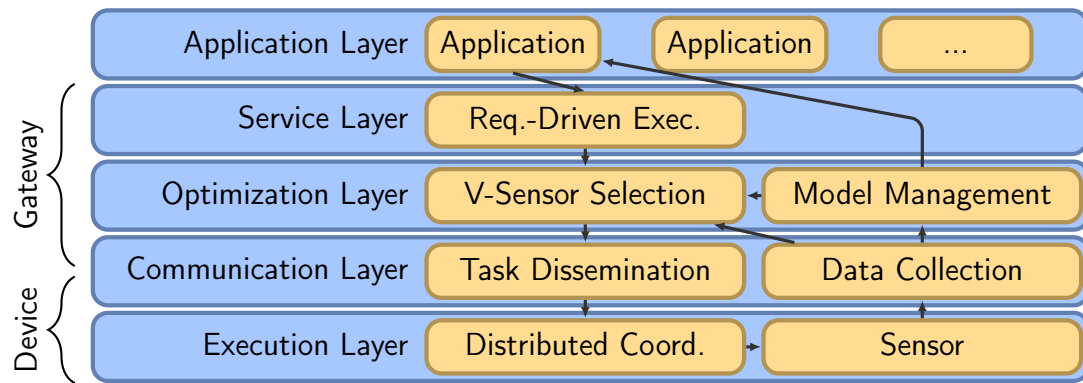 Application Layer
Application
Application
...
Gateway
Service Layer
Req.-Driven Exec.
Optimization Layer
V-Sensor Selection
Model Management
Communication Layer
Task Dissemination
Data Collection
Device
Execution Layer
Distributed Coord.
Sensor